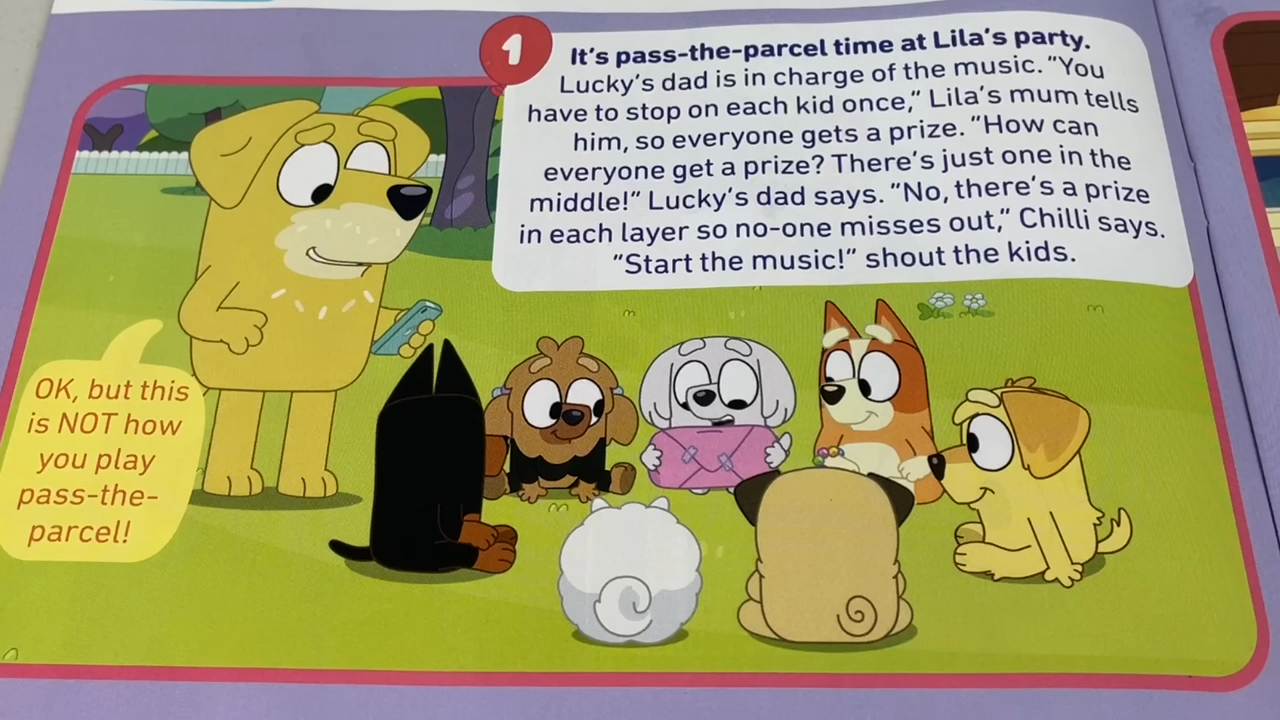 1
It's pass-the-parcel time at Lila's party.
Lucky's dad is in charge of the music. "You
have to stop on each kid once," Lila's mum tells
him, so everyone gets a prize. "How can
everyone get a prize? There's just one in the
middle!" Lucky's dad says. "No, there's a prize
in each layer so no-one misses out," Chilli says.
"Start the music!" shout the kids.
OK, but this
is NOT how
you play
pass-the-
parcel!